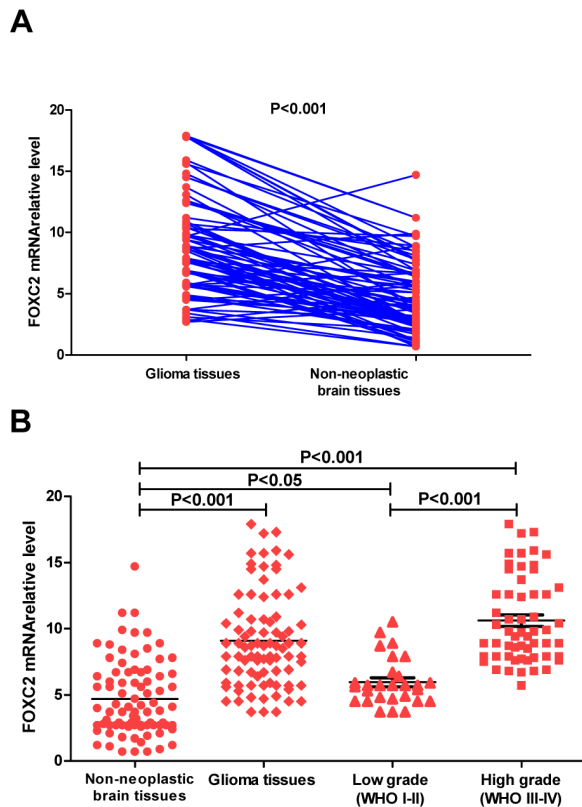 A
P<0.001
20
15
10
5
0
FOXC2 mRNArelative level
Glioma tissues
Non-neoplastic
brain tissues
B
P<0.001
P<0.05
P<0.001
P<0.001
20
15
10
5
0
FOXC2 mRNArelative level
Non-neoplastic
brain tissues
Glioma tissues
Low grade
(WHO I-II)
High grade
(WHO III-IV)